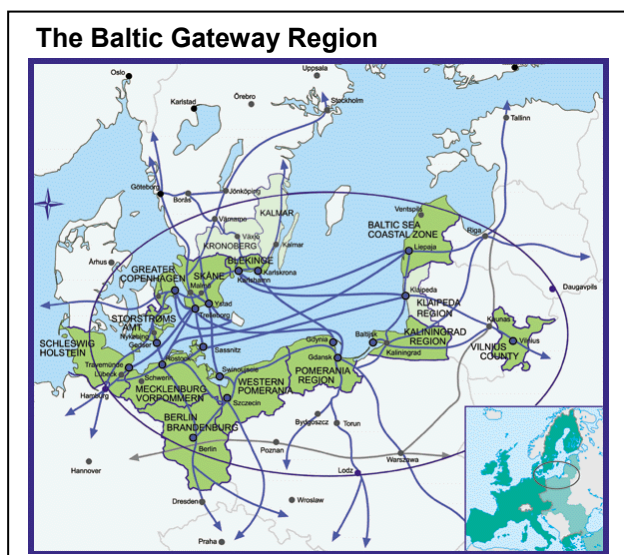 The Baltic Gateway Region
Oslo
Uppsala
Karlstad
Örebro
Stockholm
Tallinn
Göteborg
Borås
Jönköping
Ventspils
Växjö
KALMAR
BALTIC SEA
COASTAL ZONE
Riga
KRONOBERG
Kalmar
Liepaja
Århus
GREATER
COPENHAGEN
SKÅNE
BLEKINGE
Karlskrona
Karlshamn
Malmö
Daugavpils
Klaipeda
Ystad
Trelleborg
KLAIPEDA
REGION
STORSTRØMS
AMT
Nykøbing
Gedser
Kaunas
SCHLESWIG
HOLSTEIN
Sassnitz
Gdynia
Baltijsk
KALININGRAD
REGION
Kaliningrad
VILNIUS
COUNTY
Vilnius
Travemünde
Lübeck
Rostock
Gdansk
Schwerin
Swinoujscie
POMERANIA
REGION
Hamburg
MECKLENBURG
VORPOMMERN
WESTERN
POMERANIA
Szczecin
BERLIN
BRANDENBURG
Bydgoszcz
Torun
Berlin
Poznan
Warszawa
Hannover
Lodz
Dresden
Wroslaw
Praha